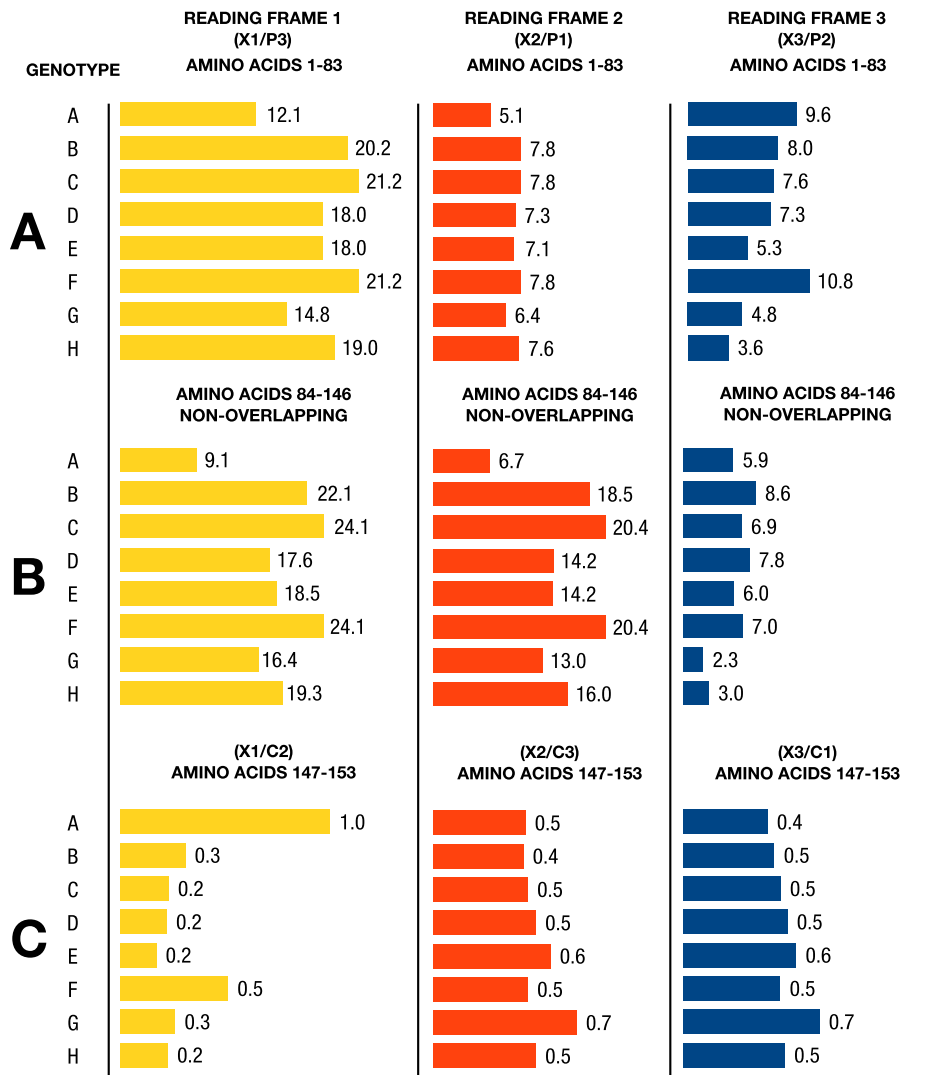 READING FRAME 1 READING FRAME 2 READING FRAME 3
(X1/P3) (X2/P1) (X3/P2)
GENOTYPE AMINO ACIDS 1-83 AMINO ACIDS 1-83 AMINO ACIDS 1-83
A
A 12.1 5.1 9.6
B 20.2 7.8 8.0
C 21.2 7.8 7.6
D 18.0 7.3 7.3
E 18.0 7.1 5.3
F 21.2 7.8 10.8
G 14.8 6.4 4.8
H 19.0 7.6 3.6
AMINO ACIDS 84-146 AMINO ACIDS 84-146 AMINO ACIDS 84-146
NON-OVERLAPPING NON-OVERLAPPING NON-OVERLAPPING
B
A 9.1 6.7 5.9
B 22.1 18.5 8.6
C 24.1 20.4 6.9
D 17.6 14.2 7.8
E 18.5 14.2 6.0
F 24.1 20.4 7.0
G 16.4 13.0 2.3
H 19.3 16.0 3.0
(X1/C2) (X2/C3) (X3/C1)
AMINO ACIDS 147-153 AMINO ACIDS 147-153 AMINO ACIDS 147-153
C
A 1.0 0.5 0.4
B 0.3 0.4 0.5
C 0.2 0.5 0.5
D 0.2 0.5 0.5
E 0.2 0.6 0.6
F 0.5 0.5 0.5
G 0.3 0.7 0.7
H 0.2 0.5 0.5